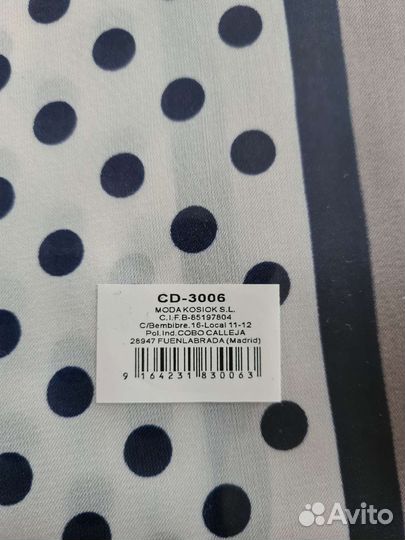 CD-3006
MODA KOSIOK S.L.
C.I.F.B-85197804
C/Bembibre,16-Local 11-12
Pol.Ind.COBO CALLEJA
28947 FUENLABRADA (Madrid)
9 164231 830063
Avito